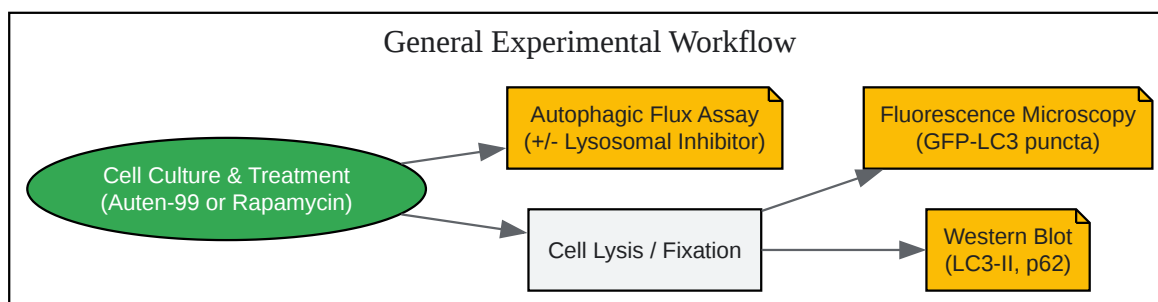 General Experimental Workflow
Cell Culture & Treatment
(Auten-99 or Rapamycin)
Autophagic Flux Assay
(+/- Lysosomal Inhibitor)
Cell Lysis / Fixation
Fluorescence Microscopy
(GFP-LC3 puncta)
Western Blot
(LC3-II, p62)